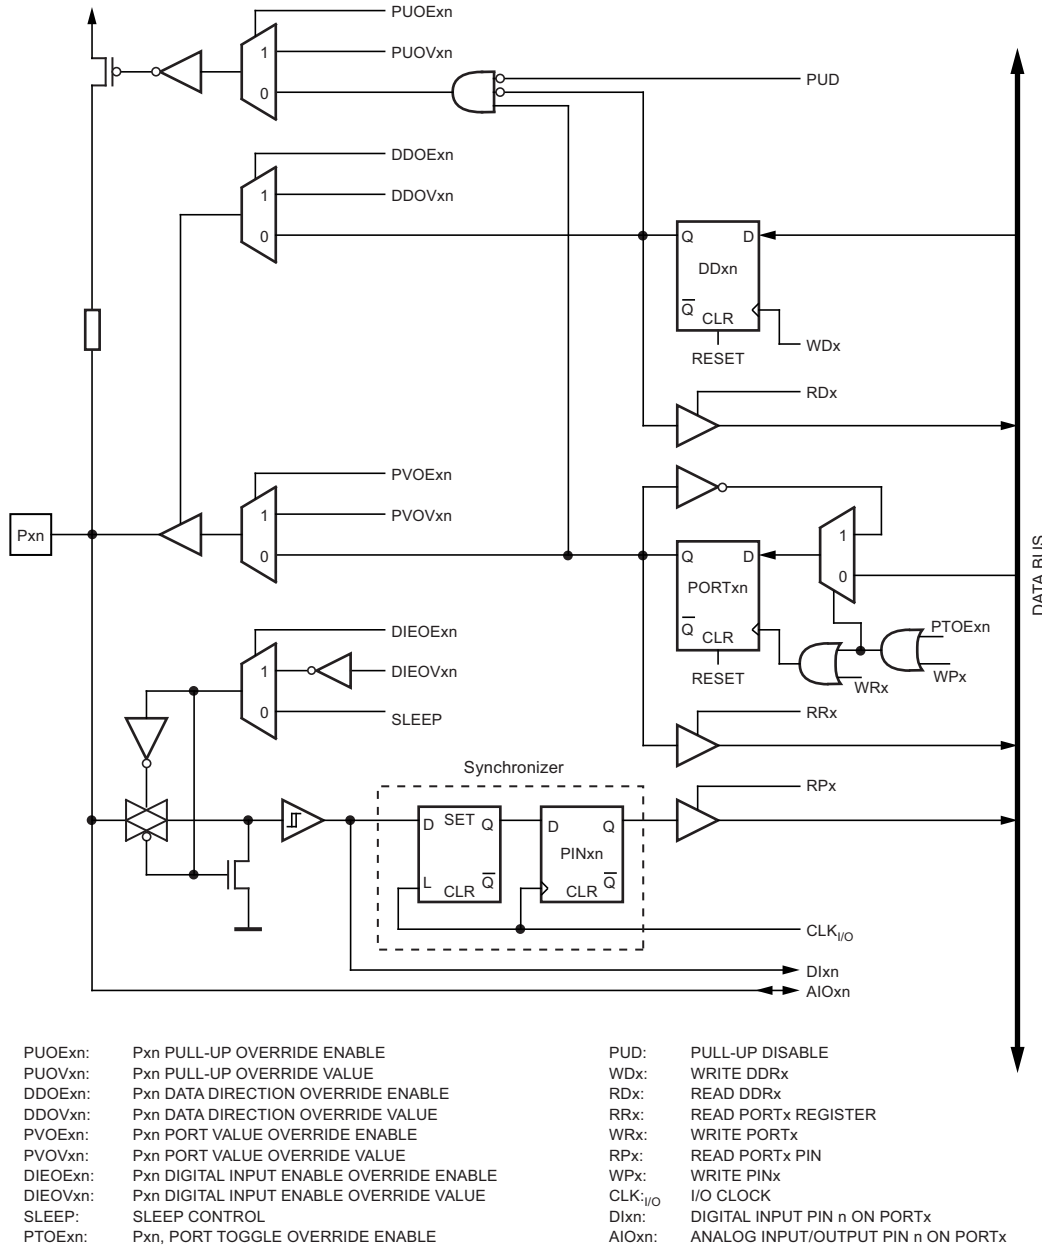 PUOExn
PUOVxn
1
0
PUD
DDOExn
DDOVxn
1
0
Q D
DDxn
Q
CLR
RESET
WDx
RDx
PVOExn
PVOVxn
1
0
Pxn
1
0
Q D
PORTxn
Q
CLR
RESET
PTOExn
WPx
WRx
DATA BUS
DIEOExn
DIEOVxn
1
0
SLEEP
RRx
Synchronizer
RPx
D SET Q
L CLR Q
D Q
PINxn
CLR Q
CLKI/O
DIxn
AIOxn
PUOExn: Pxn PULL-UP OVERRIDE ENABLE
PUOVxn: Pxn PULL-UP OVERRIDE VALUE
DDOExn: Pxn DATA DIRECTION OVERRIDE ENABLE
DDOVxn: Pxn DATA DIRECTION OVERRIDE VALUE
PVOExn: Pxn PORT VALUE OVERRIDE ENABLE
PVOVxn: Pxn PORT VALUE OVERRIDE VALUE
DIEOExn: Pxn DIGITAL INPUT ENABLE OVERRIDE ENABLE
DIEOVxn: Pxn DIGITAL INPUT ENABLE OVERRIDE VALUE
SLEEP: SLEEP CONTROL
PTOExn: Pxn, PORT TOGGLE OVERRIDE ENABLE
PUD: PULL-UP DISABLE
WDx: WRITE DDRx
RDx: READ DDRx
RRx: READ PORTx REGISTER
WRx: WRITE PORTx
RPx: READ PORTx PIN
WPx: WRITE PINx
CLK:I/O I/O CLOCK
DIxn: DIGITAL INPUT PIN n ON PORTx
AIOxn: ANALOG INPUT/OUTPUT PIN n ON PORTx